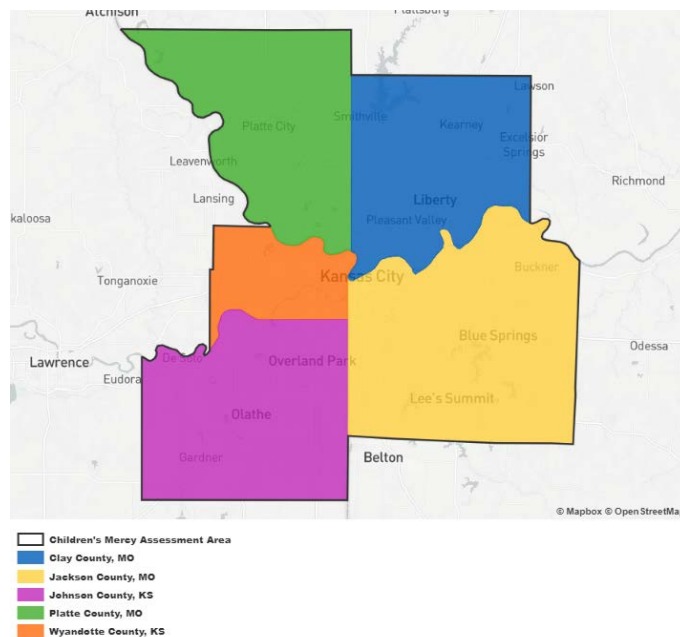 Atchison
Plattsburg
Lawson
Smithville
Platte City
Kearney
Excelsior
Springs
Leavenworth
Richmond
Lansing
Liberty
kaloosa
Pleasant Valley
Buckner
Kansas City
Tonganoxie
Blue Springs
Odessa
De Soto
Lawrence
Overland Park
Eudora
Lee's Summit
Olathe
Gardner
Belton
© Mapbox © OpenStreetMa
Children's Mercy Assessment Area
Clay County, MO
Jackson County, MO
Johnson County, KS
Platte County, MO
Wyandotte County, KS